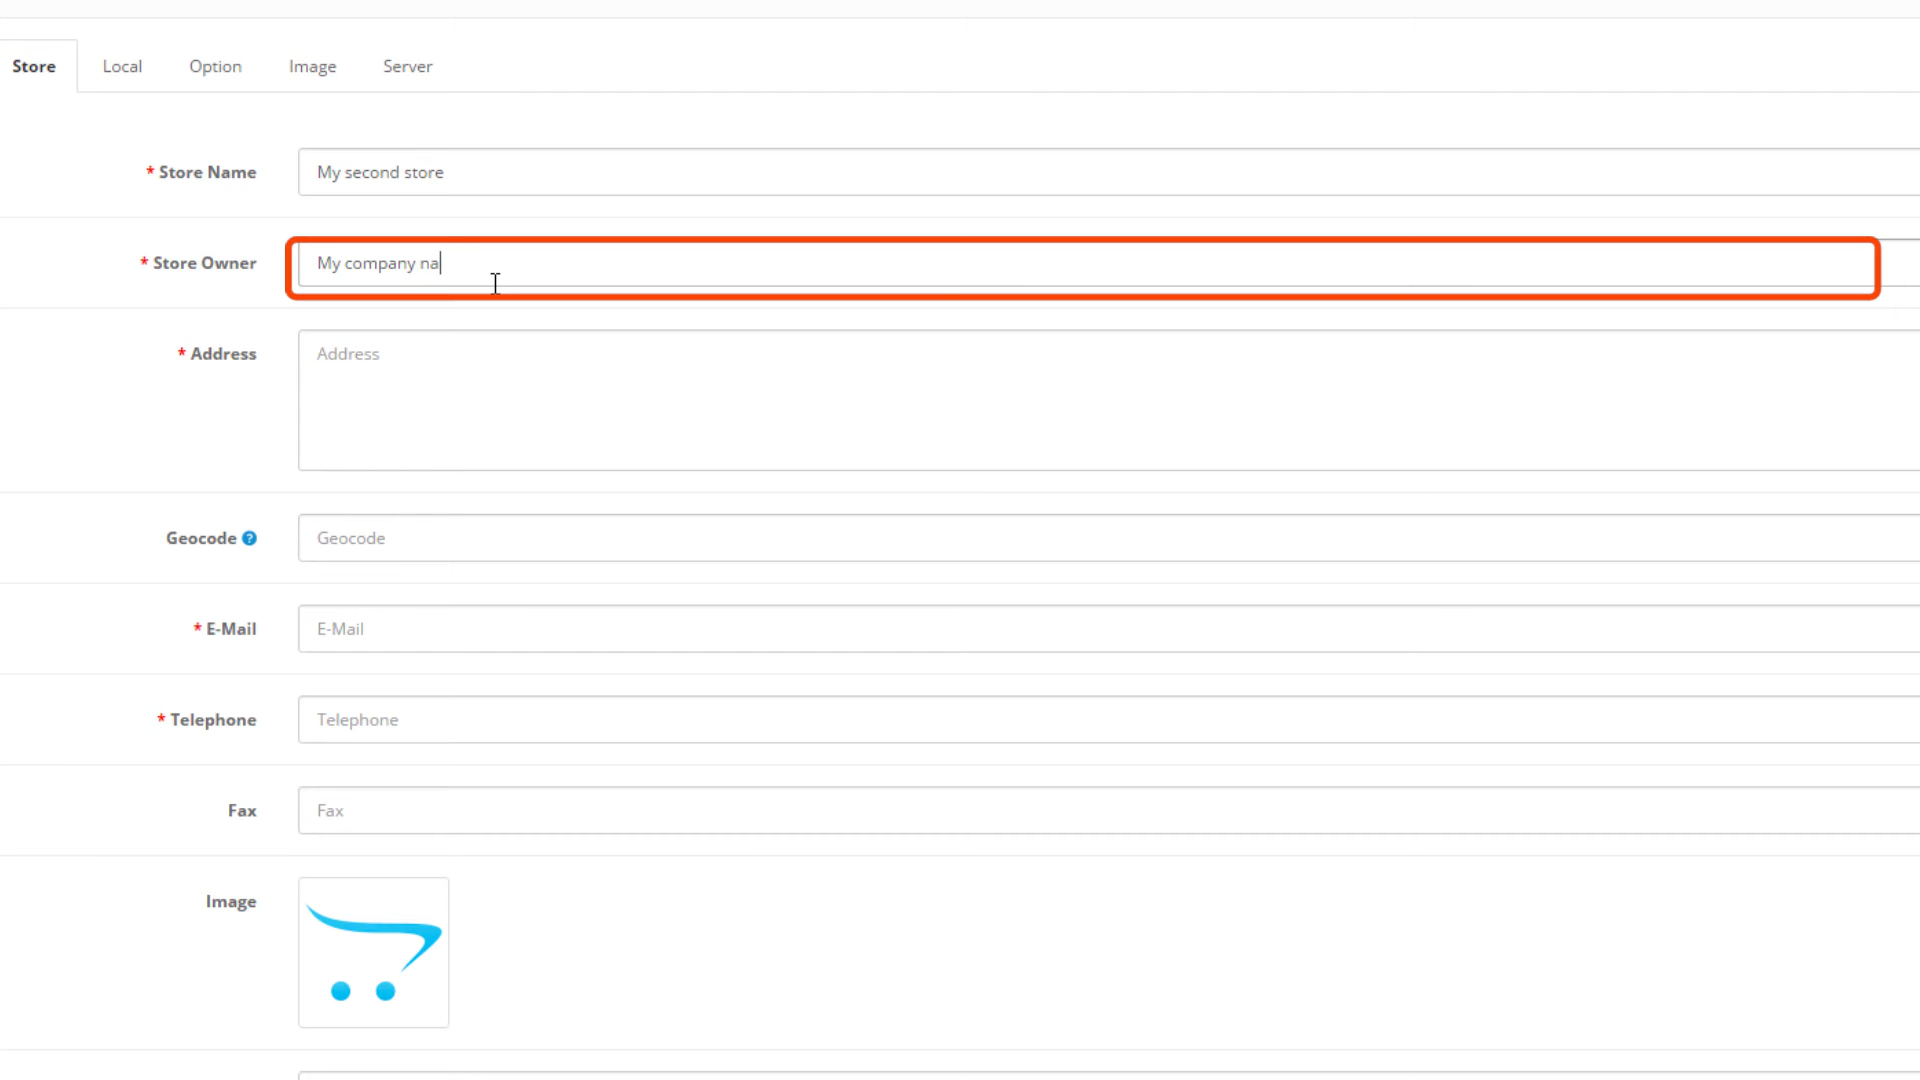 Store Local Option Image Server
* Store Name My second store
* Store Owner My company na
* Address Address
Geocode ? Geocode
* E-Mail E-Mail
* Telephone Telephone
Fax Fax
Image